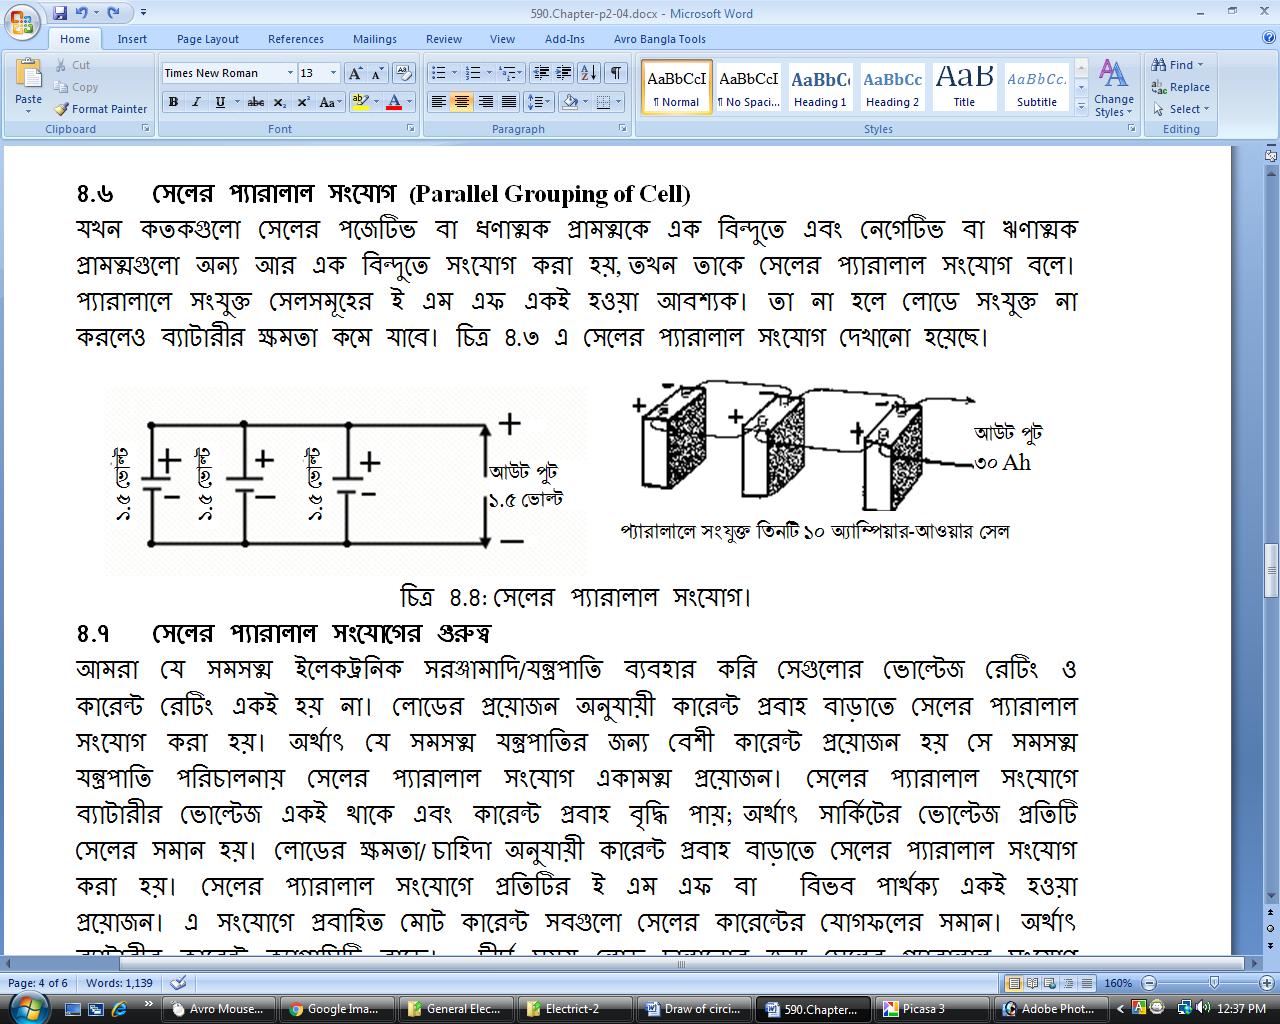 590.Chapter-p2-04.docx - Microsoft Word
Home Insert Page Layout References Mailings Review View Add-Ins Avro Bangla Tools
Paste
Cut
Copy
Format Painter
Clipboard
Times New Roman 13
Font
Paragraph
AaBbCcI AaBbCcI AaBbC AaBbCc AaB AaBbCc.
¶ Normal ¶ No Spaci... Heading 1 Heading 2 Title Subtitle
Change Styles
Styles
Find
Replace
Select
Editing
৪.৬ সেলের প্যারালাল সংযোগ (Parallel Grouping of Cell)
যখন কতকগুলো সেলের পজেটিভ বা ধণাত্মক প্রামত্মকে এক বিন্দুতে এবং নেগেটিভ বা ঋণাত্মক
প্রামত্মগুলো অন্য আর এক বিন্দুতে সংযোগ করা হয়, তখন তাকে সেলের প্যারালাল সংযোগ বলে।
প্যারালালে সংযুক্ত সেলসমূহের ই এম এফ একই হওয়া আবশ্যক। তা না হলে লোডে সংযুক্ত না
করলেও ব্যাটারীর ক্ষমতা কমে যাবে। চিত্র ৪.৩ এ সেলের প্যারালাল সংযোগ দেখানো হয়েছে।
১.৫ ভোল্ট + − ১.৫ ভোল্ট + − ১.৫ ভোল্ট + −
+
আউট পুট
১.৫ ভোল্ট
−
+ - + - + -
আউট পুট
৩০ Ah
প্যারালালে সংযুক্ত তিনটি ১০ অ্যাম্পিয়ার-আওয়ার সেল
চিত্র ৪.৪: সেলের প্যারালাল সংযোগ।
৪.৭ সেলের প্যারালাল সংযোগের গুরুত্ব
আমরা যে সমসত্ম ইলেকট্রনিক সরঞ্জামাদি/যন্ত্রপাতি ব্যবহার করি সেগুলোর ভোল্টেজ রেটিং ও
কারেন্ট রেটিং একই হয় না। লোডের প্রয়োজন অনুযায়ী কারেন্ট প্রবাহ বাড়াতে সেলের প্যারালাল
সংযোগ করা হয়। অর্থাৎ যে সমসত্ম যন্ত্রপাতির জন্য বেশী কারেন্ট প্রয়োজন হয় সে সমসত্ম
যন্ত্রপাতি পরিচালনায় সেলের প্যারালাল সংযোগ একামত্ম প্রয়োজন। সেলের প্যারালাল সংযোগে
ব্যাটারীর ভোল্টেজ একই থাকে এবং কারেন্ট প্রবাহ বৃদ্ধি পায়; অর্থাৎ সার্কিটের ভোল্টেজ প্রতিটি
সেলের সমান হয়। লোডের ক্ষমতা/ চাহিদা অনুযায়ী কারেন্ট প্রবাহ বাড়াতে সেলের প্যারালাল সংযোগ
করা হয়। সেলের প্যারালাল সংযোগে প্রতিটির ই এম এফ বা বিভব পার্থক্য একই হওয়া
প্রয়োজন। এ সংযোগে প্রবাহিত মোট কারেন্ট সবগুলো সেলের কারেন্টের যোগফলের সমান। অর্থাৎ
Page: 4 of 6 Words: 1,139 160%
Avro Mouse... Google Ima... General Elec... Electrict-2 Draw of circi... 590.Chapter... Picasa 3 Adobe Phot... 12:37 PM